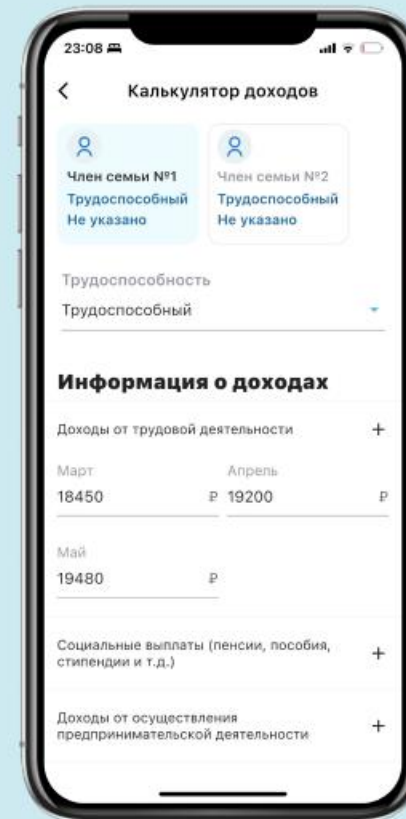 23:08
Калькулятор доходов
Член семьи №1
Трудоспособный
Не указано
Член семьи №2
Трудоспособный
Не указано
Трудоспособность
Трудоспособный
Информация о доходах
Доходы от трудовой деятельности +
Март Апрель
18450 ₽ 19200 ₽
Май
19480 ₽
Социальные выплаты (пенсии, пособия, +
стипендии и т.д.)
Доходы от осуществления +
предпринимательской деятельности